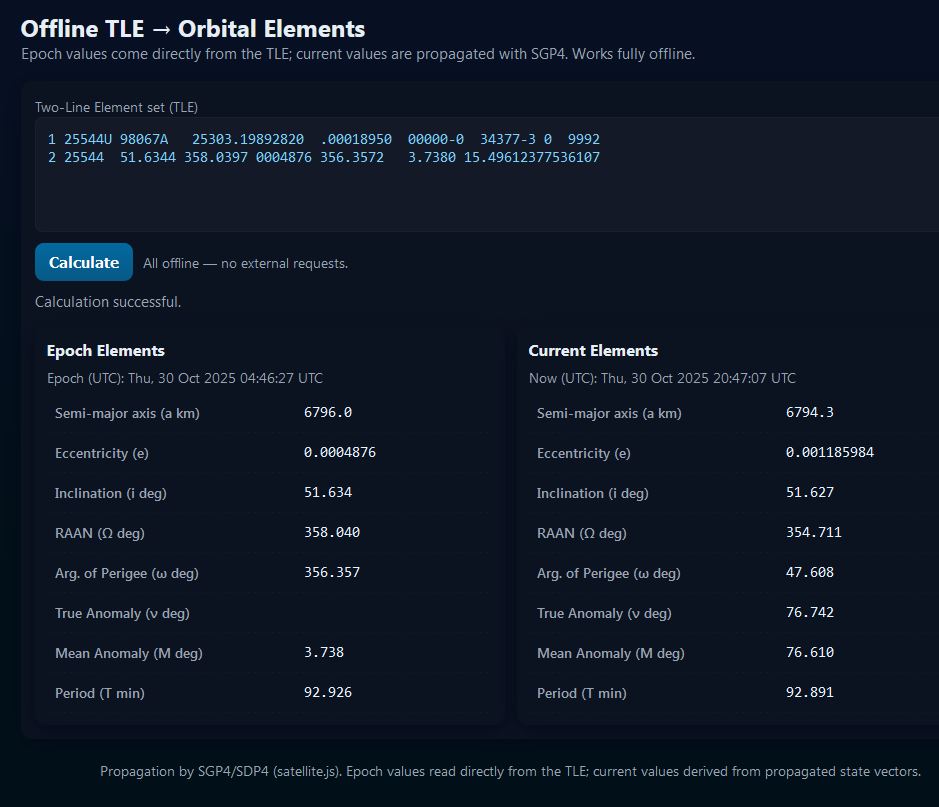 Offline TLE → Orbital Elements
Epoch values come directly from the TLE; current values are propagated with SGP4. Works fully offline.
Two-Line Element set (TLE)
1 25544U 98067A   25303.19892820  .00018950  00000-0  34377-3 0  9992
2 25544  51.6344 358.0397 0004876 356.3572   3.7380 15.49612377536107
Calculate All offline — no external requests.
Calculation successful.
Epoch Elements
Epoch (UTC): Thu, 30 Oct 2025 04:46:27 UTC
Semi-major axis (a km) 6796.0
Eccentricity (e) 0.0004876
Inclination (i deg) 51.634
RAAN (Ω deg) 358.040
Arg. of Perigee (ω deg) 356.357
True Anomaly (ν deg)
Mean Anomaly (M deg) 3.738
Period (T min) 92.926
Current Elements
Now (UTC): Thu, 30 Oct 2025 20:47:07 UTC
Semi-major axis (a km) 6794.3
Eccentricity (e) 0.001185984
Inclination (i deg) 51.627
RAAN (Ω deg) 354.711
Arg. of Perigee (ω deg) 47.608
True Anomaly (ν deg) 76.742
Mean Anomaly (M deg) 76.610
Period (T min) 92.891
Propagation by SGP4/SDP4 (satellite.js). Epoch values read directly from the TLE; current values derived from propagated state vectors.